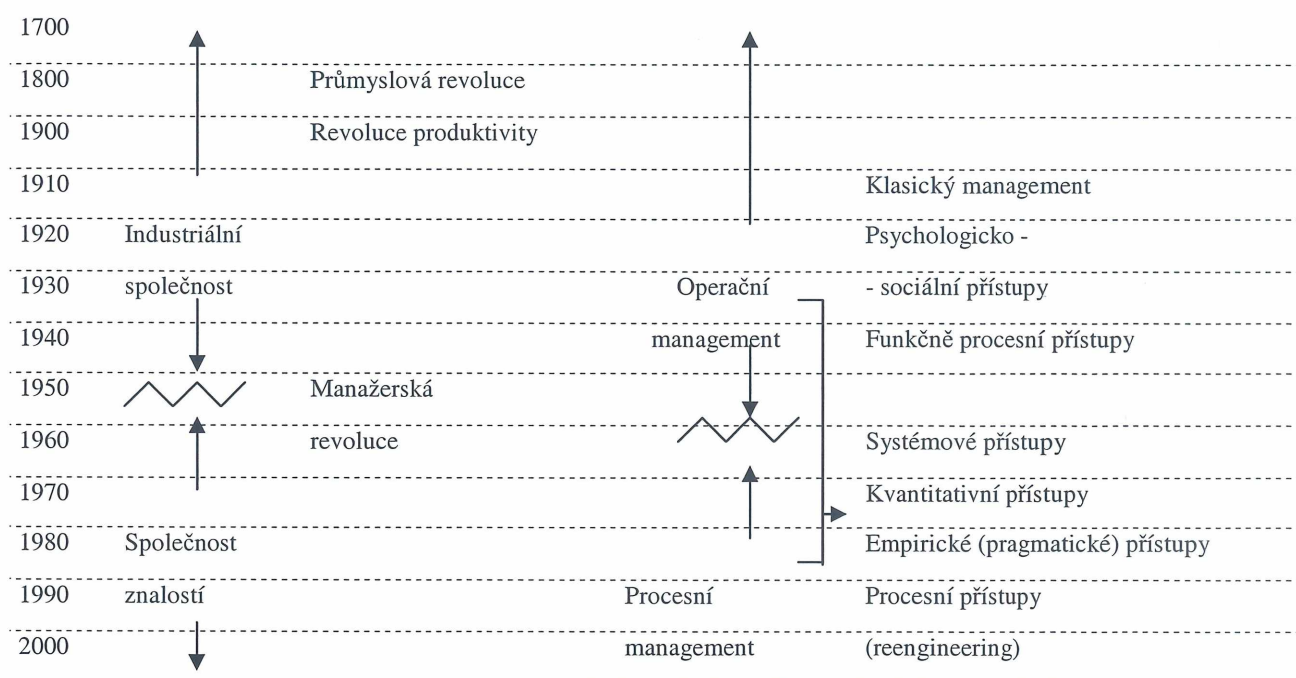 1700
1800 Průmyslová revoluce
1900 Revoluce produktivity
1910 Klasický management
1920 Industriální Psychologicko -
1930 společnost Operační - sociální přístupy
1940 management Funkčně procesní přístupy
1950 Manažerská
1960 revoluce Systémové přístupy
1970 Kvantitativní přístupy
1980 Společnost Empirické (pragmatické) přístupy
1990 znalostí Procesní Procesní přístupy
2000 management (reengineering)